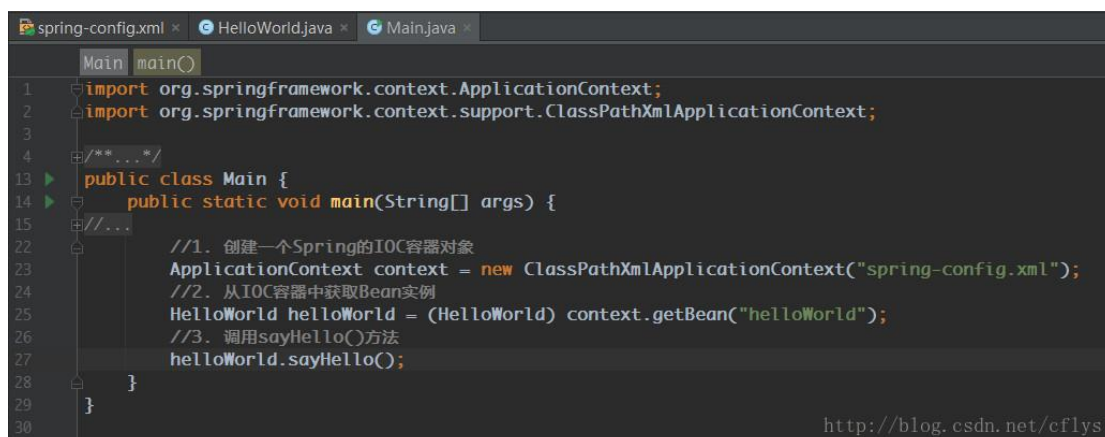 spring-config.xml × HelloWorld.java × Main.java ×
Main main()
1 import org.springframework.context.ApplicationContext;
2 import org.springframework.context.support.ClassPathXmlApplicationContext;
3
4 /**...*/
13 public class Main {
14 public static void main(String[] args) {
15 //...
22 //1. 创建一个Spring的IOC容器对象
23 ApplicationContext context = new ClassPathXmlApplicationContext("spring-config.xml");
24 //2. 从IOC容器中获取Bean实例
25 HelloWorld helloWorld = (HelloWorld) context.getBean("helloWorld");
26 //3. 调用sayHello()方法
27 helloWorld.sayHello();
28 }
29 }
30
http://blog.csdn.net/cflys